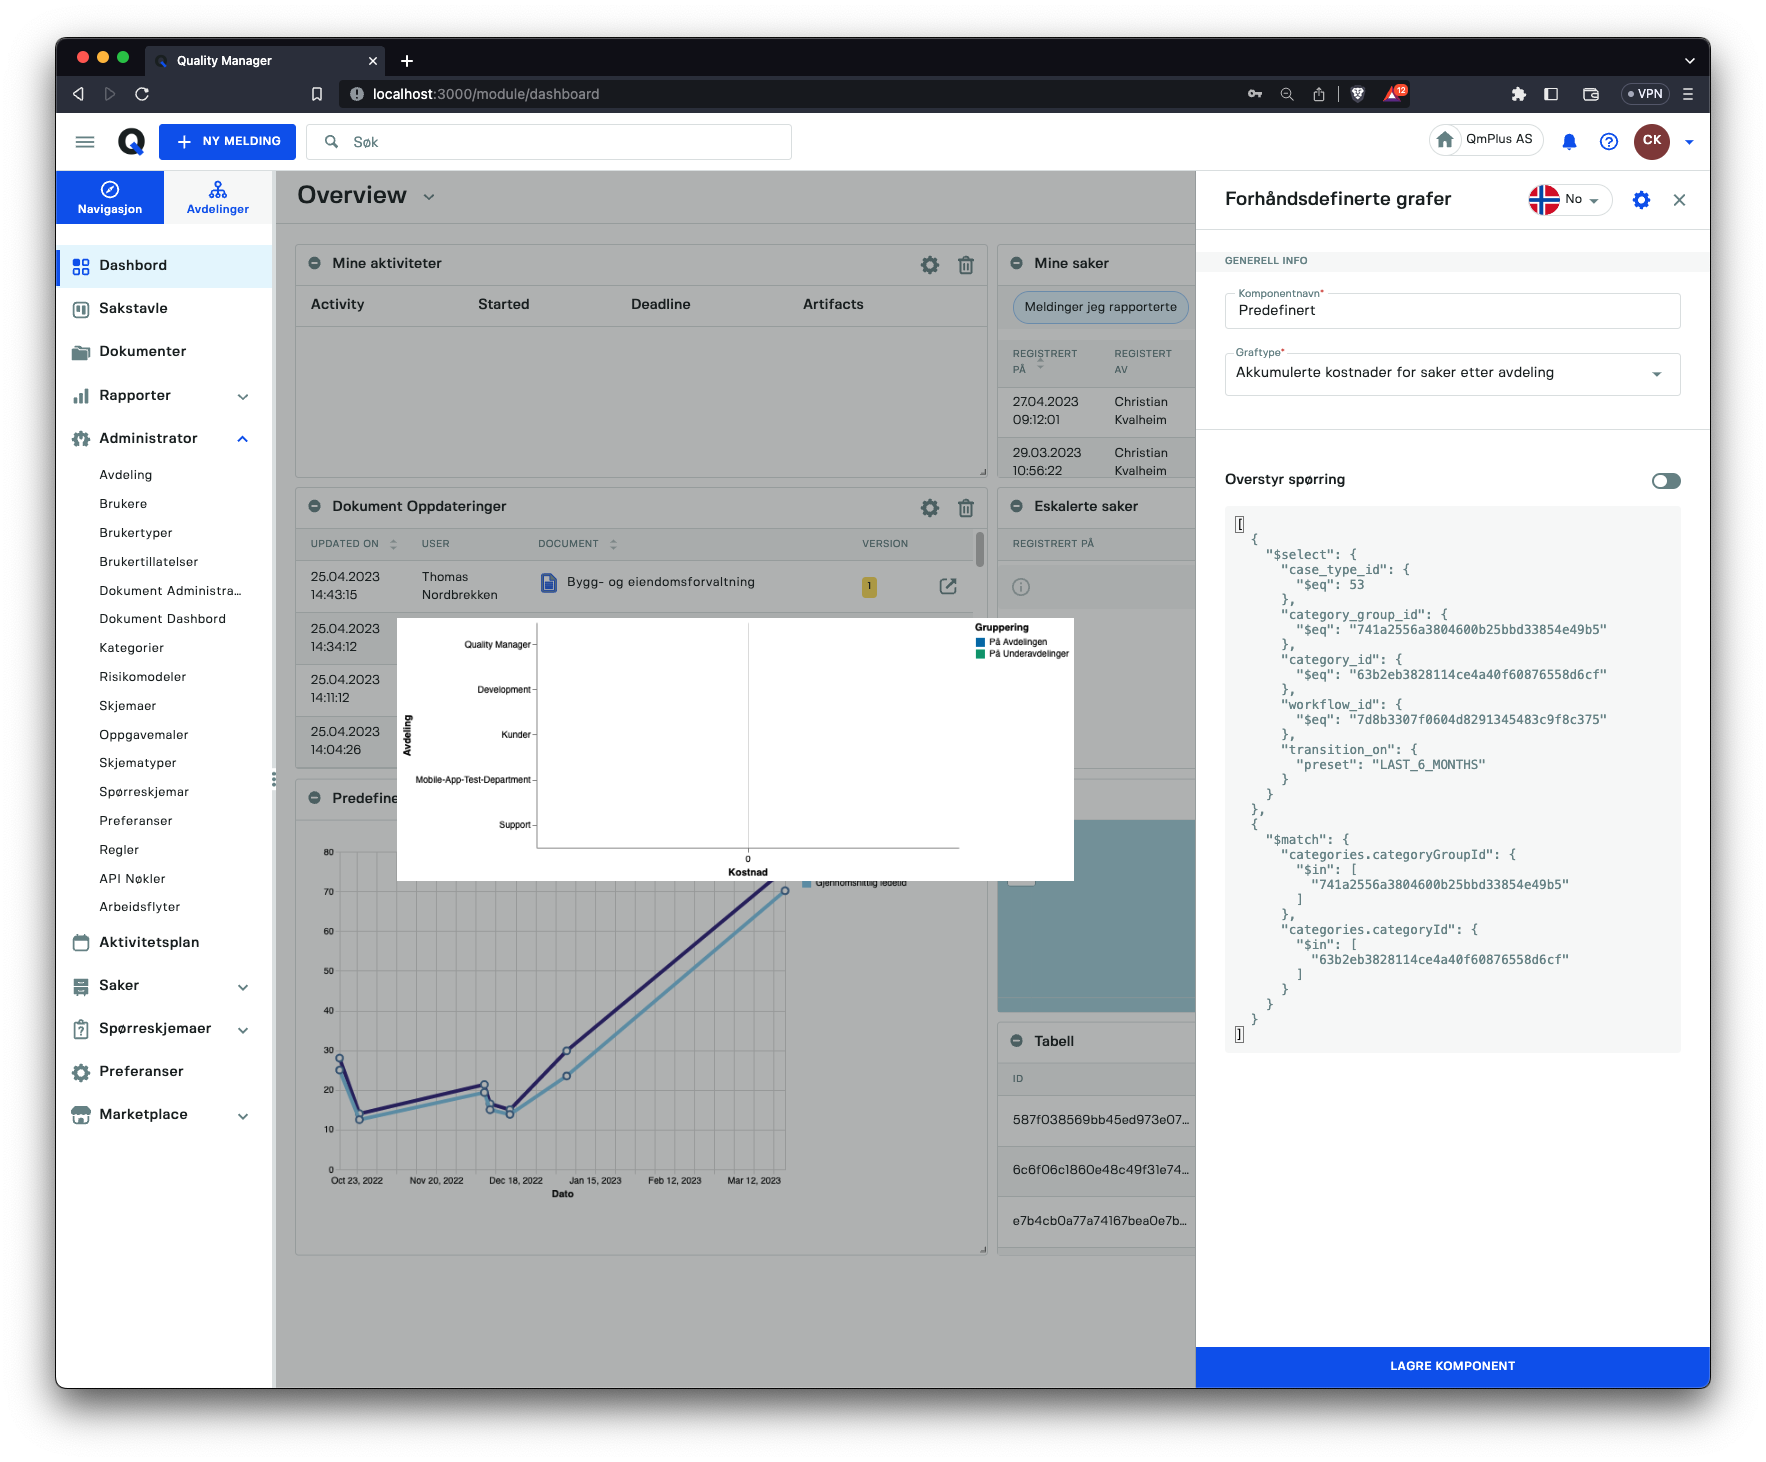 Quality Manager
localhost:3000/module/dashboard
12
VPN
NY MELDING
Søk
QmPlus AS
CK
Navigasjon
Avdelinger
Dashbord
Sakstavle
Dokumenter
Rapporter
Administrator
Avdeling
Brukere
Brukertyper
Brukertillatelser
Dokument Administra...
Dokument Dashbord
Kategorier
Risikomodeler
Skjemaer
Oppgavemaler
Skjematyper
Spørreskjemar
Preferanser
Regler
API Nøkler
Arbeidsflyter
Aktivitetsplan
Saker
Spørreskjemaer
Preferanser
Marketplace
Overview
Mine aktiviteter
Activity Started Deadline Artifacts
Mine saker
Meldinger jeg rapporterte
REGISTRERT PÅ
REGISTERT AV
27.04.2023 09:12:01
Christian Kvalheim
29.03.2023 10:56:22
Christian Kvalheim
Dokument Oppdateringer
UPDATED ON USER DOCUMENT VERSION
25.04.2023 14:43:15
Thomas Nordbrekken
Bygg- og eiendomsforvaltning
1
25.04.2023 14:34:12
25.04.2023 14:11:12
25.04.2023 14:04:26
Eskalerte saker
REGISTRERT PÅ
Quality Manager
Development
Kunder
Mobile-App-Test-Department
Support
Avdeling
0
Kostnad
Gruppering
På Avdelingen
På Underavdelinger
Predefine
80
70
60
50
40
30
20
10
0
Oct 23, 2022 Nov 20, 2022 Dec 18, 2022 Jan 15, 2023 Feb 12, 2023 Mar 12, 2023
Dato
Gjennomsnittlig ledetid
Tabell
ID
587f038569bb45ed973e07...
6c6f06c1860e48c49f31e74...
e7b4cb0a77a74167bea0e7b...
Forhåndsdefinerte grafer
No
GENERELL INFO
Komponentnavn*
Predefinert
Graftype*
Akkumulerte kostnader for saker etter avdeling
Overstyr spørring
[
{
"$select": {
"case_type_id": {
"$eq": 53
},
"category_group_id": {
"$eq": "741a2556a3804600b25bbd33854e49b5"
},
"category_id": {
"$eq": "63b2eb3828114ce4a40f60876558d6cf"
},
"workflow_id": {
"$eq": "7d8b3307f0604d8291345483c9f8c375"
},
"transition_on": {
"preset": "LAST_6_MONTHS"
}
}
},
{
"$match": {
"categories.categoryGroupId": {
"$in": [
"741a2556a3804600b25bbd33854e49b5"
]
},
"categories.categoryId": {
"$in": [
"63b2eb3828114ce4a40f60876558d6cf"
]
}
}
}
]
LAGRE KOMPONENT